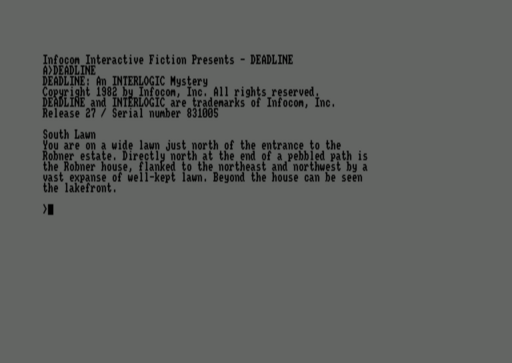 Infocom Interactive Fiction Presents - DEADLINE
A>DEADLINE
DEADLINE: An INTERLOGIC Mystery
Copyright 1982 by Infocom, Inc. All rights reserved.
DEADLINE and INTERLOGIC are trademarks of Infocom, Inc.
Release 27 / Serial number 831005
South Lawn
You are on a wide lawn just north of the entrance to the
Robner estate. Directly north at the end of a pebbled path is
the Robner house, flanked to the northeast and northwest by a
vast expanse of well-kept lawn. Beyond the house can be seen
the lakefront.
>